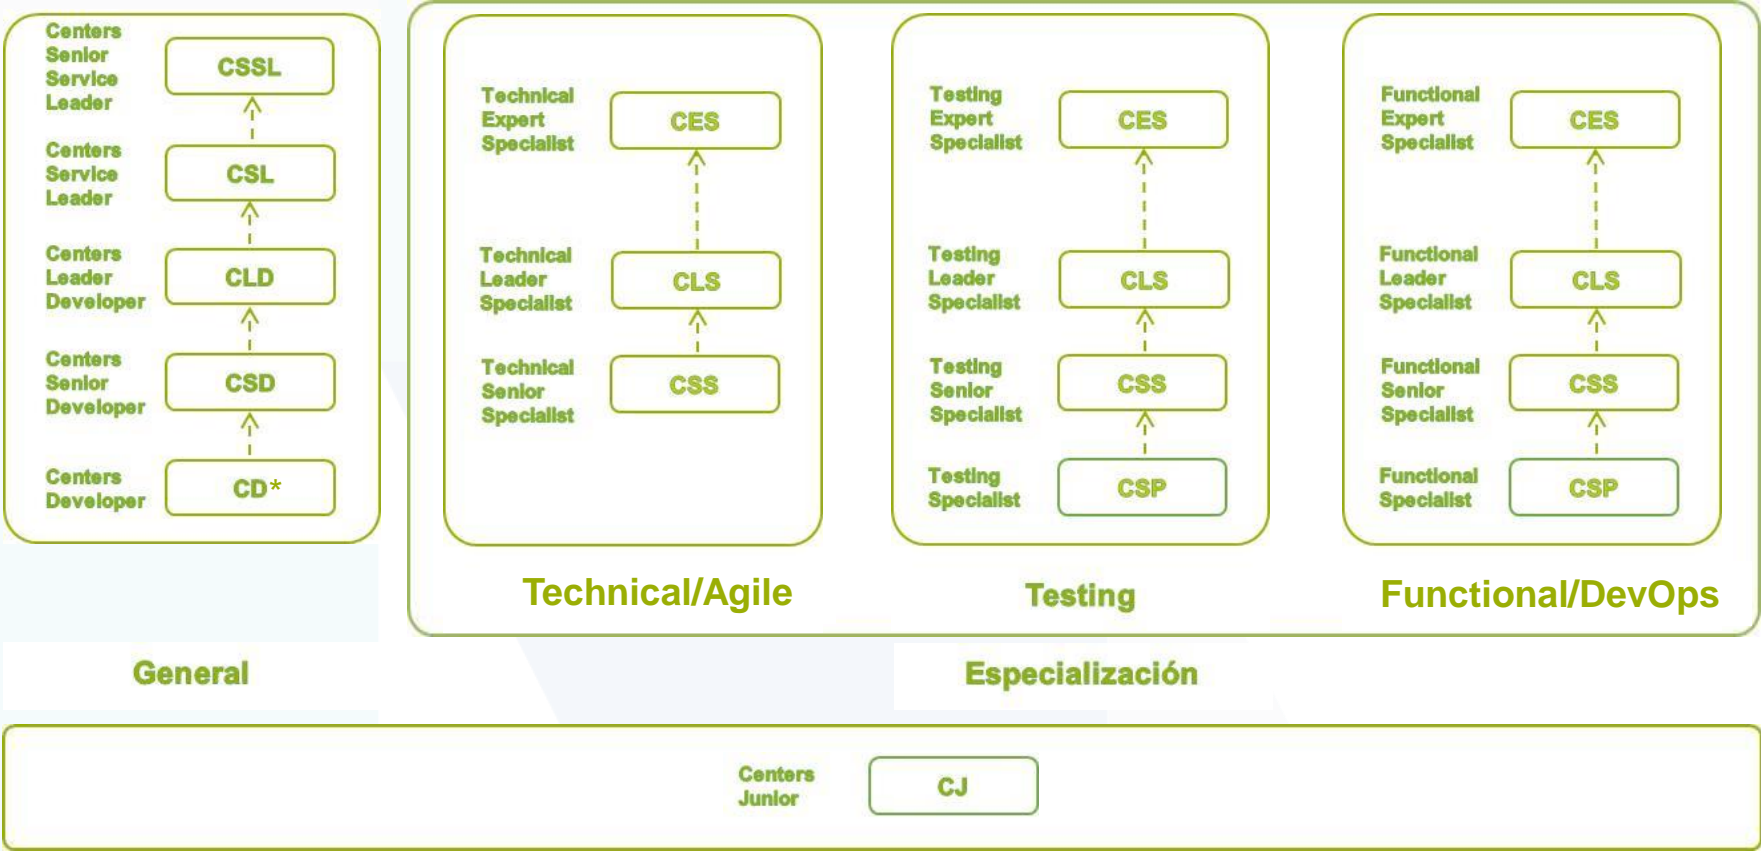 Centers
Senior
Service
Leader
CSSL
Centers
Service
Leader
CSL
Centers
Leader
Developer
CLD
Centers
Senior
Developer
CSD
Centers
Developer
CD*
General
Technical
Expert
Specialist
CES
Technical
Leader
Specialist
CLS
Technical
Senior
Specialist
CSS
Technical/Agile
Testing
Expert
Specialist
CES
Testing
Leader
Specialist
CLS
Testing
Senior
Specialist
CSS
Testing
Specialist
CSP
Testing
Functional
Expert
Specialist
CES
Functional
Leader
Specialist
CLS
Functional
Senior
Specialist
CSS
Functional
Specialist
CSP
Functional/DevOps
Especialización
Centers
Junior
CJ